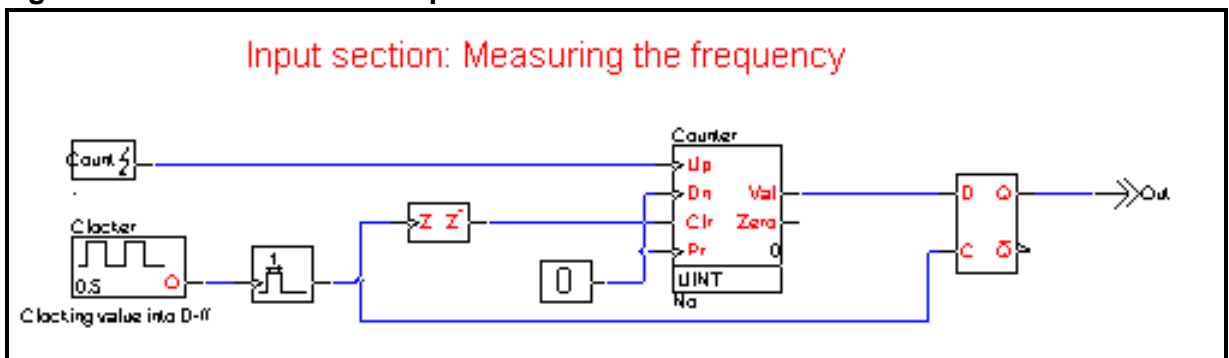 Input section: Measuring the frequency
Counter
Count
Up
Dn Val
Z Z⁻
Clr Zero
Clocker
Pr 0
0.5 O
1
0
UINT
No
D Q
C Q̅
Out
Clocking value into D-ff